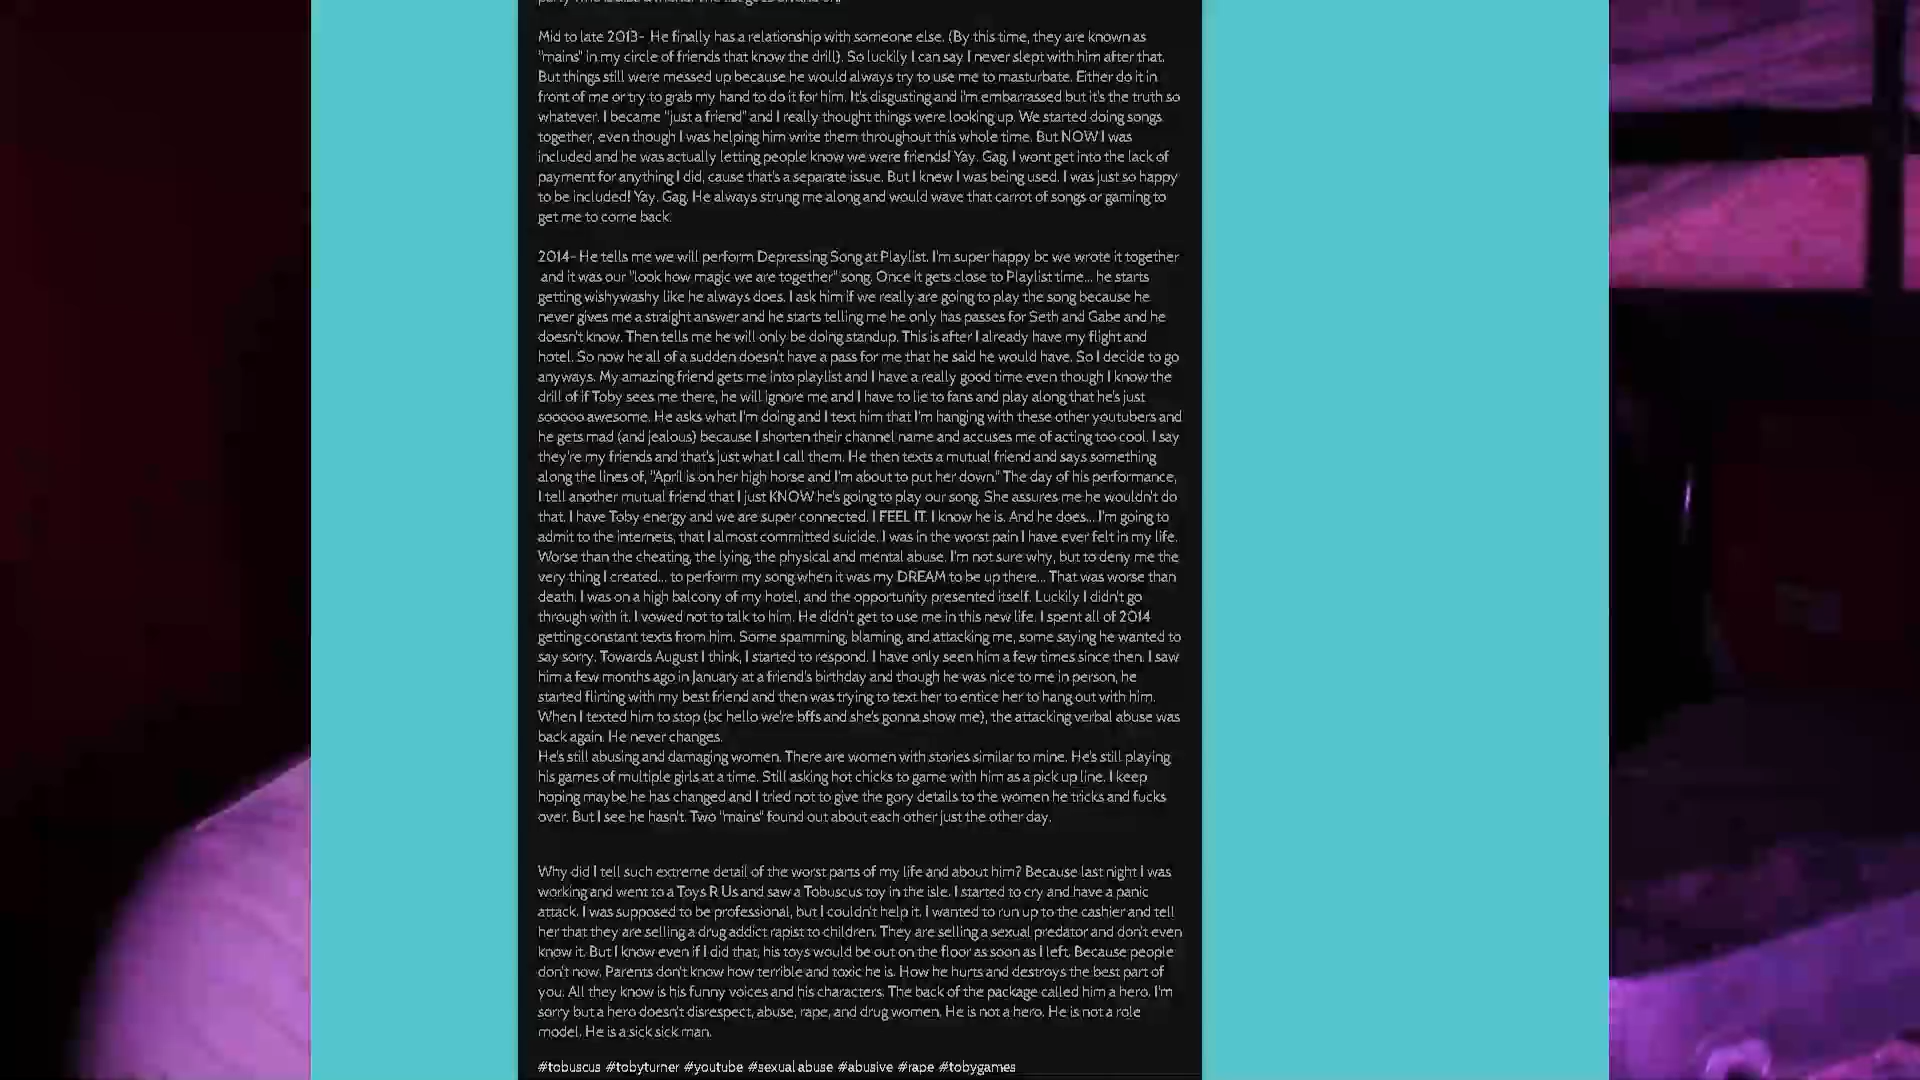 Mid to late 2013- He finally has a relationship with someone else. (By this time, they are known as
"mains" in my circle of friends that know the drill). So luckily I can say I never slept with him after that.
But things still were messed up because he would always try to use me to masturbate. Either do it in
front of me or try to grab my hand to do it for him. It's disgusting and i'm embarrassed but it's the truth so
whatever. I became "just a friend" and I really thought things were looking up. We started doing songs
together, even though I was helping him write them throughout this whole time. But NOW I was
included and he was actually letting people know we were friends! Yay. Gag. I wont get into the lack of
payment for anything I did, cause that's a separate issue. But I knew I was being used. I was just so happy
to be included! Yay. Gag. He always strung me along and would wave that carrot of songs or gaming to
get me to come back.
2014- He tells me we will perform Depressing Song at Playlist. I'm super happy bc we wrote it together
and it was our "look how magic we are together" song. Once it gets close to Playlist time... he starts
getting wishywashy like he always does. I ask him if we really are going to play the song because he
never gives me a straight answer and he starts telling me he only has passes for Seth and Gabe and he
doesn't know. Then tells me he will only be doing standup. This is after I already have my flight and
hotel. So now he all of a sudden doesn't have a pass for me that he said he would have. So I decide to go
anyways. My amazing friend gets me into playlist and I have a really good time even though I know the
drill of if Toby sees me there, he will ignore me and I have to lie to fans and play along that he's just
sooooo awesome. He asks what I'm doing and I text him that I'm hanging with these other youtubers and
he gets mad (and jealous) because I shorten their channel name and accuses me of acting too cool. I say
they're my friends and that's just what I call them. He then texts a mutual friend and says something
along the lines of, "April is on her high horse and I'm about to put her down." The day of his performance,
I tell another mutual friend that I just KNOW he's going to play our song. She assures me he wouldn't do
that. I have Toby energy and we are super connected. I FEEL IT. I know he is. And he does... I'm going to
admit to the internets, that I almost committed suicide. I was in the worst pain I have ever felt in my life.
Worse than the cheating, the lying, the physical and mental abuse. I'm not sure why, but to deny me the
very thing I created... to perform my song when it was my DREAM to be up there... That was worse than
death. I was on a high balcony of my hotel, and the opportunity presented itself. Luckily I didn't go
through with it. I vowed not to talk to him. He didn't get to use me in this new life. I spent all of 2014
getting constant texts from him. Some spamming, blaming, and attacking me, some saying he wanted to
say sorry. Towards August I think, I started to respond. I have only seen him a few times since then. I saw
him a few months ago in January at a friend's birthday and though he was nice to me in person, he
started flirting with my best friend and then was trying to text her to entice her to hang out with him.
When I texted him to stop (bc hello we're bffs and she's gonna show me), the attacking verbal abuse was
back again. He never changes.
He's still abusing and damaging women. There are women with stories similar to mine. He's still playing
his games of multiple girls at a time. Still asking hot chicks to game with him as a pick up line. I keep
hoping maybe he has changed and I tried not to give the gory details to the women he tricks and fucks
over. But I see he hasn't. Two "mains" found out about each other just the other day.
Why did I tell such extreme detail of the worst parts of my life and about him? Because last night I was
working and went to a Toys R Us and saw a Tobuscus toy in the isle. I started to cry and have a panic
attack. I was supposed to be professional, but I couldn't help it. I wanted to run up to the cashier and tell
her that they are selling a drug addict rapist to children. They are selling a sexual predator and don't even
know it. But I know even if I did that, his toys would be out on the floor as soon as I left. Because people
don't now. Parents don't know how terrible and toxic he is. How he hurts and destroys the best part of
you. All they know is his funny voices and his characters. The back of the package called him a hero. I'm
sorry but a hero doesn't disrespect, abuse, rape, and drug women. He is not a hero. He is not a role
model. He is a sick sick man.
#tobuscus #tobyturner #youtube #sexual abuse #abusive #rape #tobygames